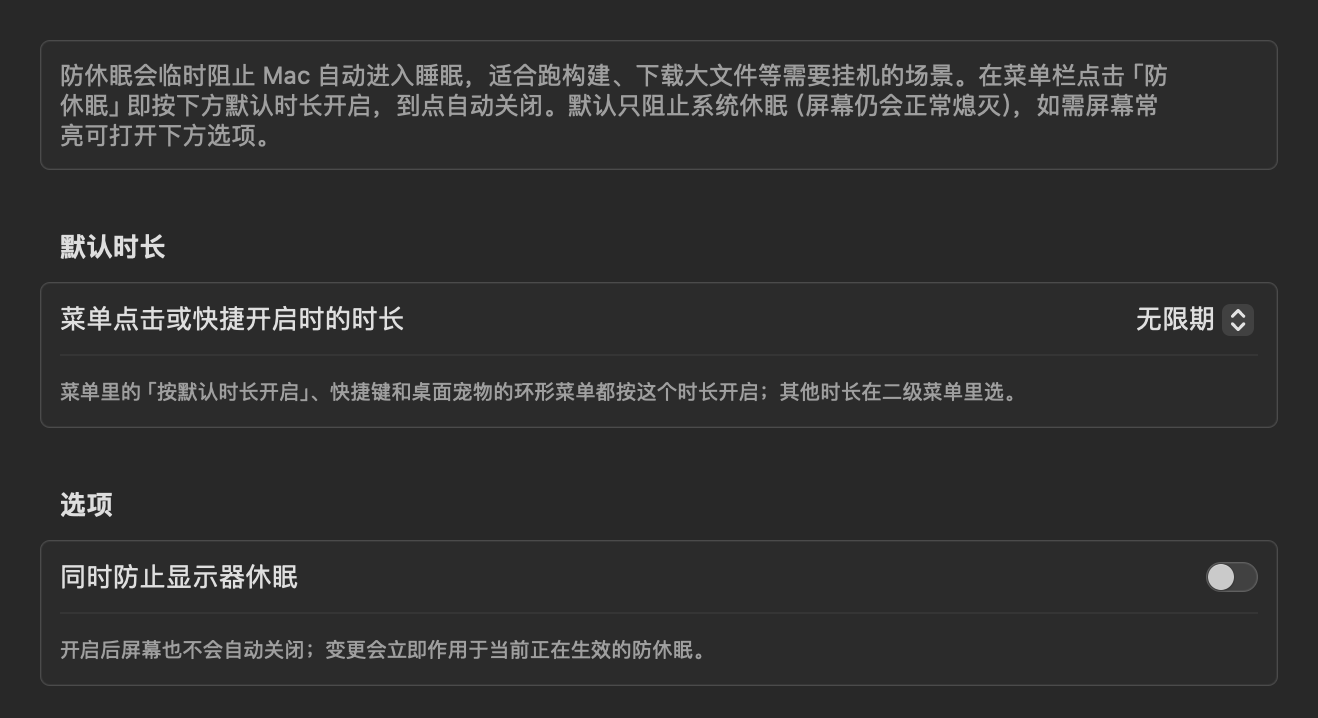 防休眠会临时阻止 Mac 自动进入睡眠，适合跑构建、下载大文件等需要挂机的场景。在菜单栏点击「防
休眠」即按下方默认时长开启，到点自动关闭。默认只阻止系统休眠（屏幕仍会正常熄灭），如需屏幕常
亮可打开下方选项。
默认时长
菜单点击或快捷开启时的时长
无限期
菜单里的「按默认时长开启」、快捷键和桌面宠物的环形菜单都按这个时长开启；其他时长在二级菜单里选。
选项
同时防止显示器休眠
开启后屏幕也不会自动关闭；变更会立即作用于当前正在生效的防休眠。